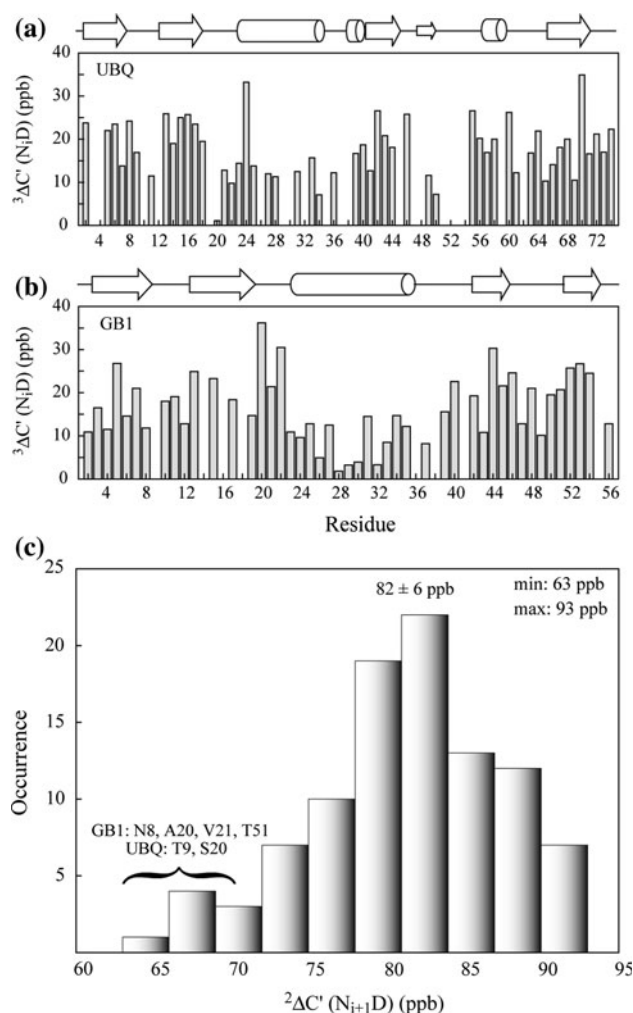 (a)
UBQ
³ΔC' (NᵢD) (ppb)
40
30
20
10
0
4 8 12 16 20 24 28 32 36 40 44 48 52 56 60 64 68 72
(b)
GB1
³ΔC' (NᵢD) (ppb)
40
30
20
10
0
4 8 12 16 20 24 28 32 36 40 44 48 52 56
Residue
(c)
82 ± 6 ppb
min: 63 ppb
max: 93 ppb
GB1: N8, A20, V21, T51
UBQ: T9, S20
Occurrence
25
20
15
10
5
60 65 70 75 80 85 90 95
²ΔC' (Nᵢ₊₁D) (ppb)